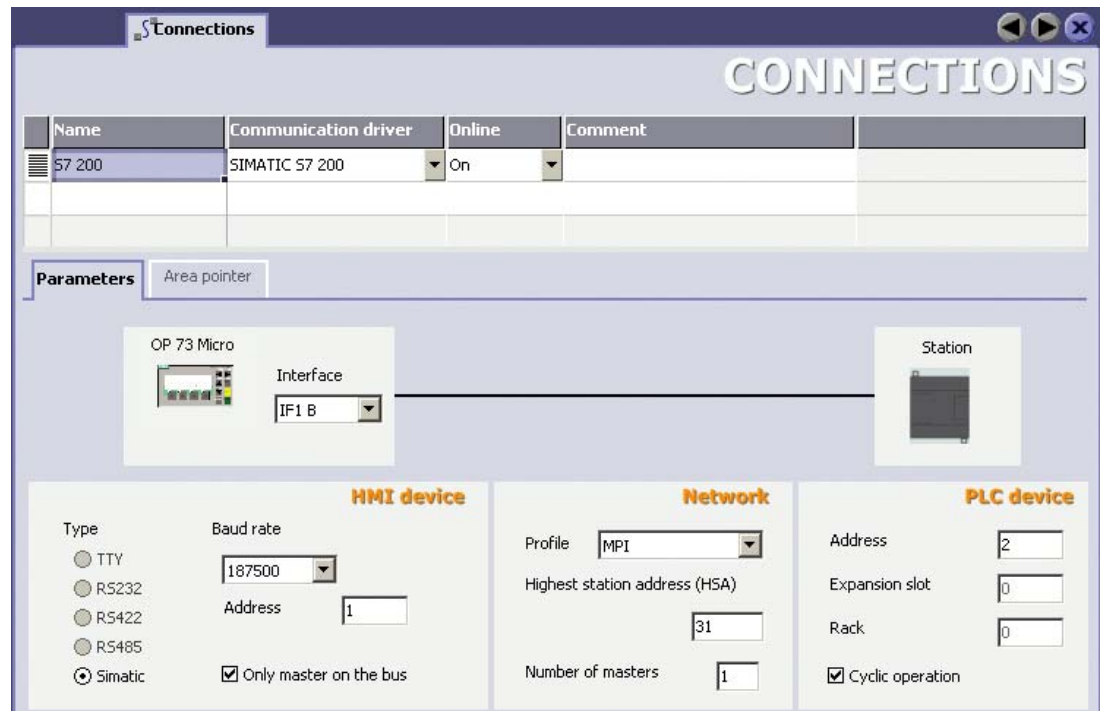 Connections
CONNECTIONS
Name Communication driver Online Comment
S7 200 SIMATIC S7 200 On
Parameters Area pointer
OP 73 Micro
Interface
IF1 B
Station
HMI device
Type Baud rate
TTY
187500
RS232
Address 1
RS422
RS485
Simatic Only master on the bus
Network
Profile MPI
Highest station address (HSA)
31
Number of masters 1
PLC device
Address 2
Expansion slot 0
Rack 0
Cyclic operation